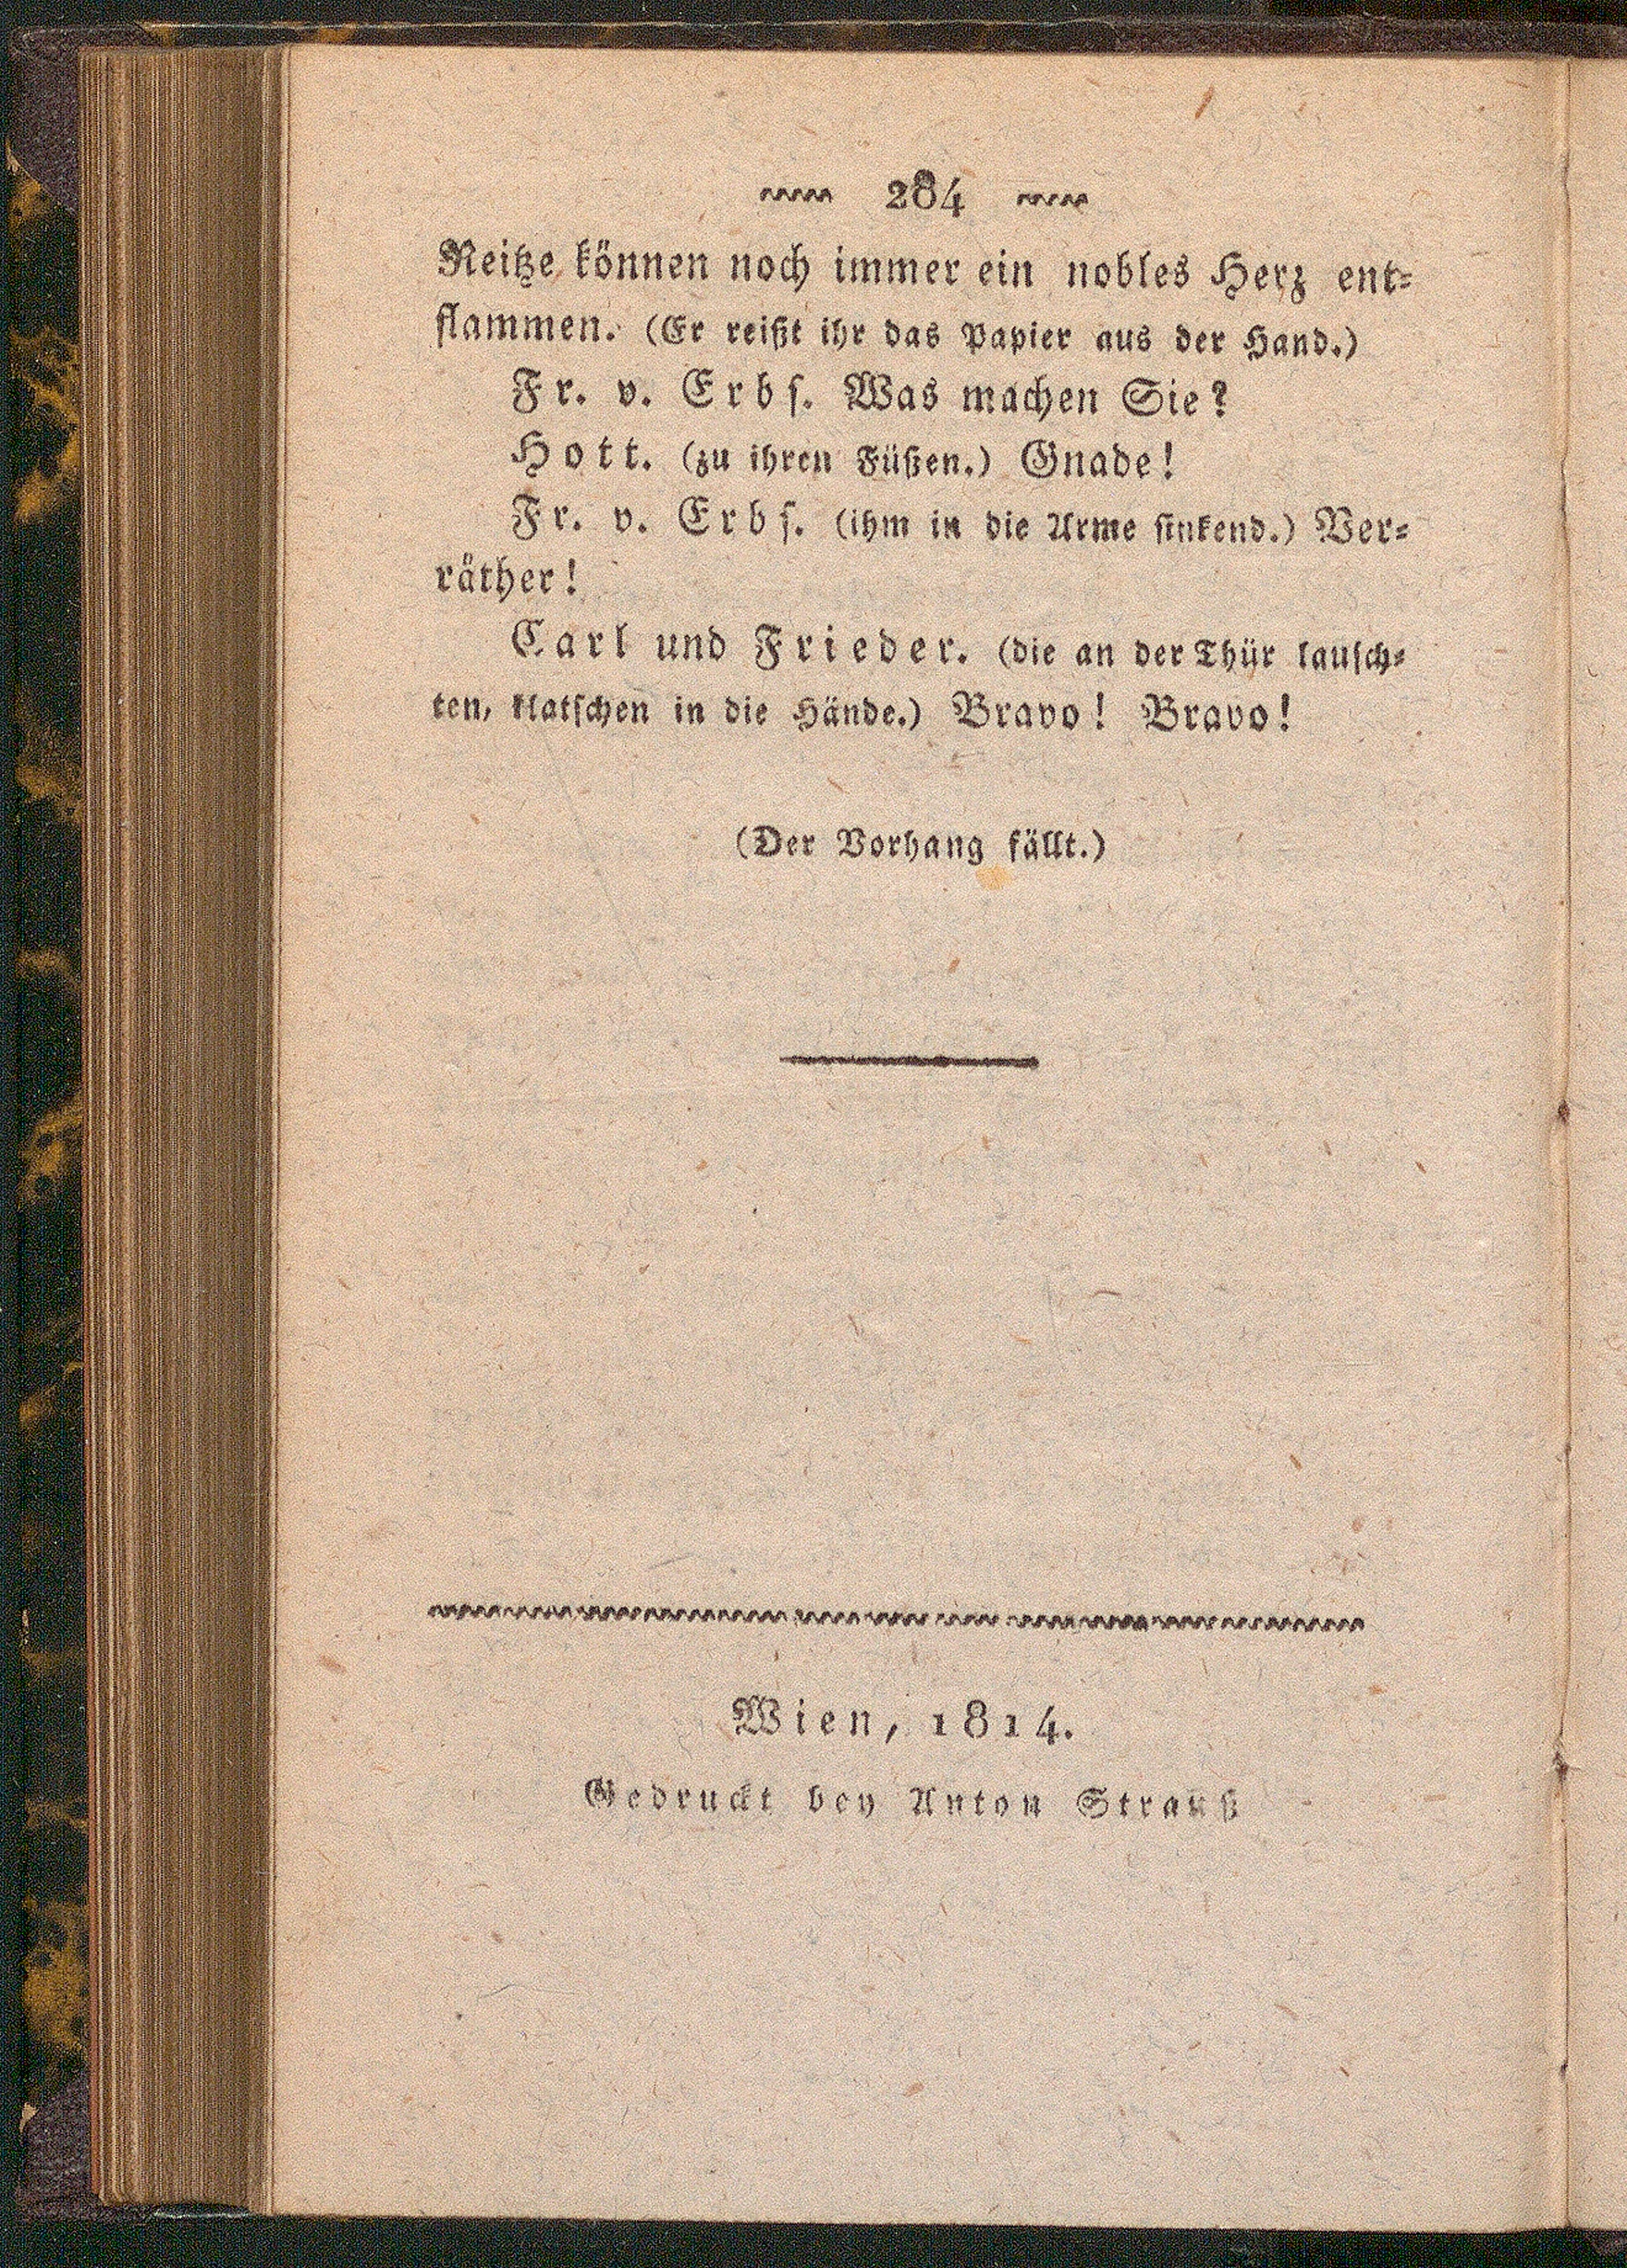 284
Reitze können noch immer ein nobles Herz ent=
flammen. (Er reißt ihr das Papier aus der Hand.)
Fr. v. Erbſ. Was machen Sie?
Hott. (zu ihren Füßen.) Gnade!
Fr. v. Erbſ. (ihm in die Arme ſinkend.) Ver=
räther!
Carl und Frieder. (die an der Thür lauſch=
ten, klatſchen in die Hände.) Bravo! Bravo!
(Der Vorhang fällt.)
Wien, 1814.
Gedruckt bey Anton Strauß